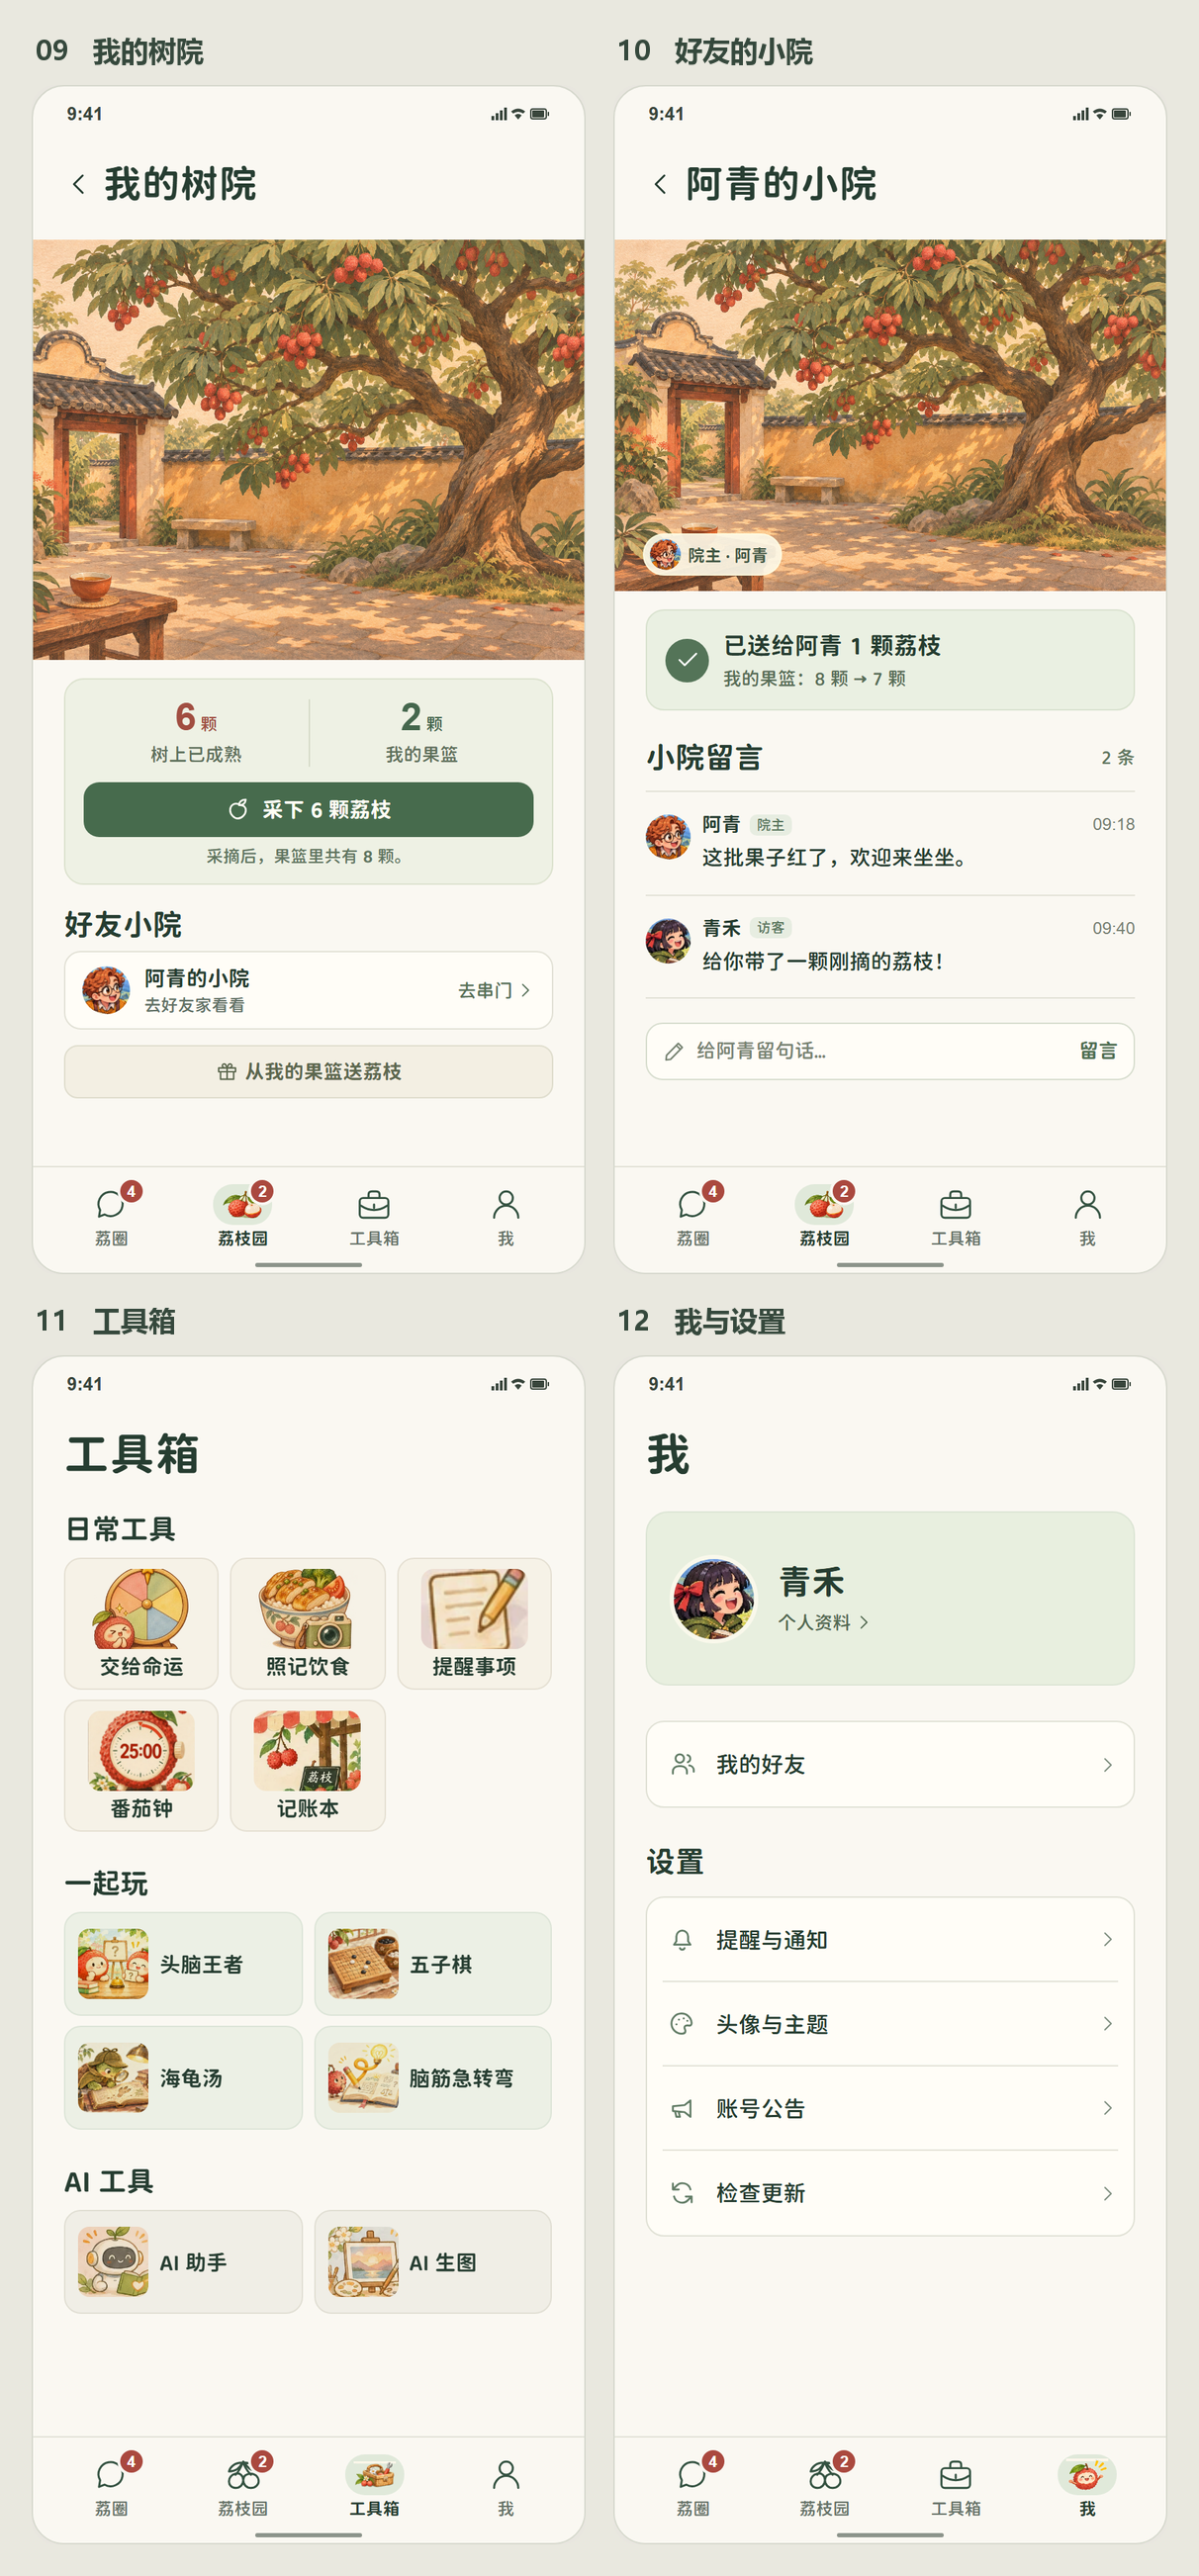 09 我的树院
9:41
我的树院
6 颗
树上已成熟
2 颗
我的果篮
采下 6 颗荔枝
采摘后，果篮里共有 8 颗。
好友小院
阿青的小院
去好友家看看
去串门
从我的果篮送荔枝
4
荔圈
2
荔枝园
工具箱
我
10 好友的小院
9:41
阿青的小院
院主 · 阿青
已送给阿青 1 颗荔枝
我的果篮：8 颗 → 7 颗
小院留言
2 条
阿青 院主 09:18
这批果子红了，欢迎来坐坐。
青禾 访客 09:40
给你带了一颗刚摘的荔枝！
给阿青留句话...
留言
4
荔圈
2
荔枝园
工具箱
我
11 工具箱
9:41
工具箱
日常工具
交给命运
照记饮食
提醒事项
25:00
番茄钟
荔枝
记账本
一起玩
?
头脑王者
五子棋
海龟汤
脑筋急转弯
AI 工具
AI 助手
AI 生图
4
荔圈
2
荔枝园
工具箱
我
12 我与设置
9:41
我
青禾
个人资料
我的好友
设置
提醒与通知
头像与主题
账号公告
检查更新
4
荔圈
2
荔枝园
工具箱
我